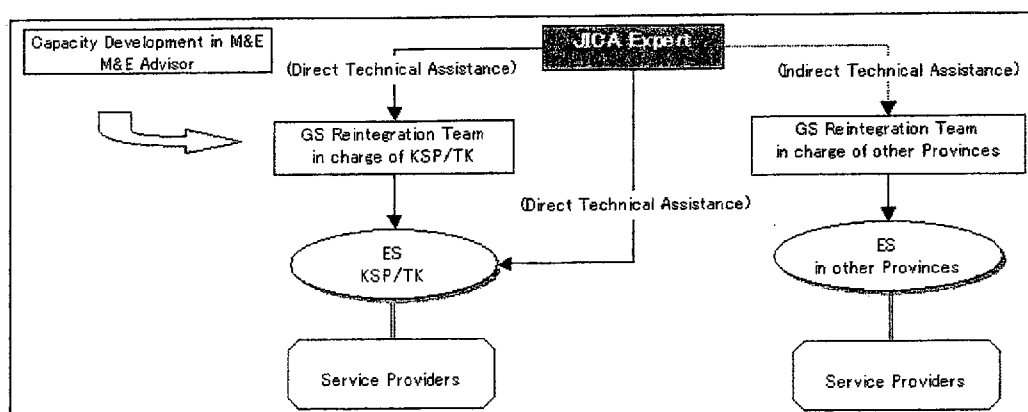 Capacity Development in M&E
M&E Advisor
JICA Expert
(Direct Technical Assistance)
(Indirect Technical Assistance)
GS Reintegration Team
in charge of KSP/TK
GS Reintegration Team
in charge of other Provinces
(Direct Technical Assistance)
ES
KSP/TK
ES
in other Provinces
Service Providers
Service Providers